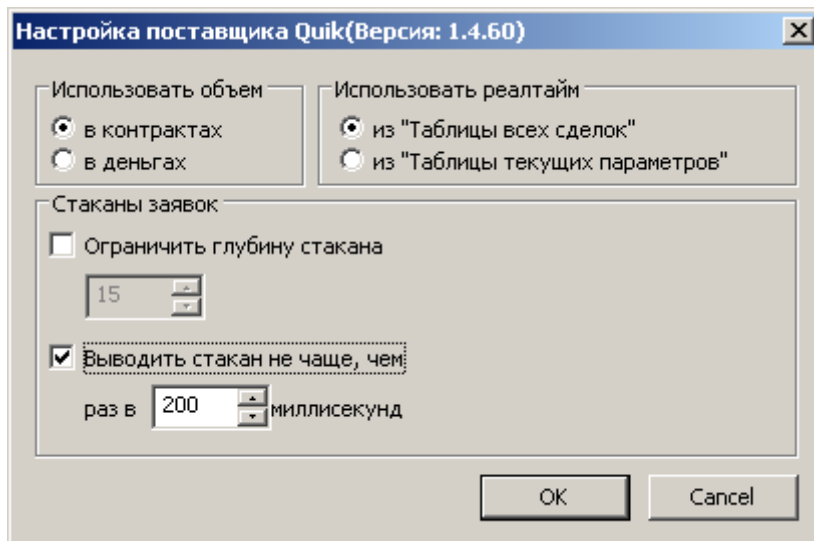 Настройка поставщика Quik(Версия: 1.4.60)
Использовать объем
в контрактах
в деньгах
Использовать реалтайм
из "Таблицы всех сделок"
из "Таблицы текущих параметров"
Стаканы заявок
Ограничить глубину стакана
15
Выводить стакан не чаще, чем
раз в 200 миллисекунд
OK Cancel